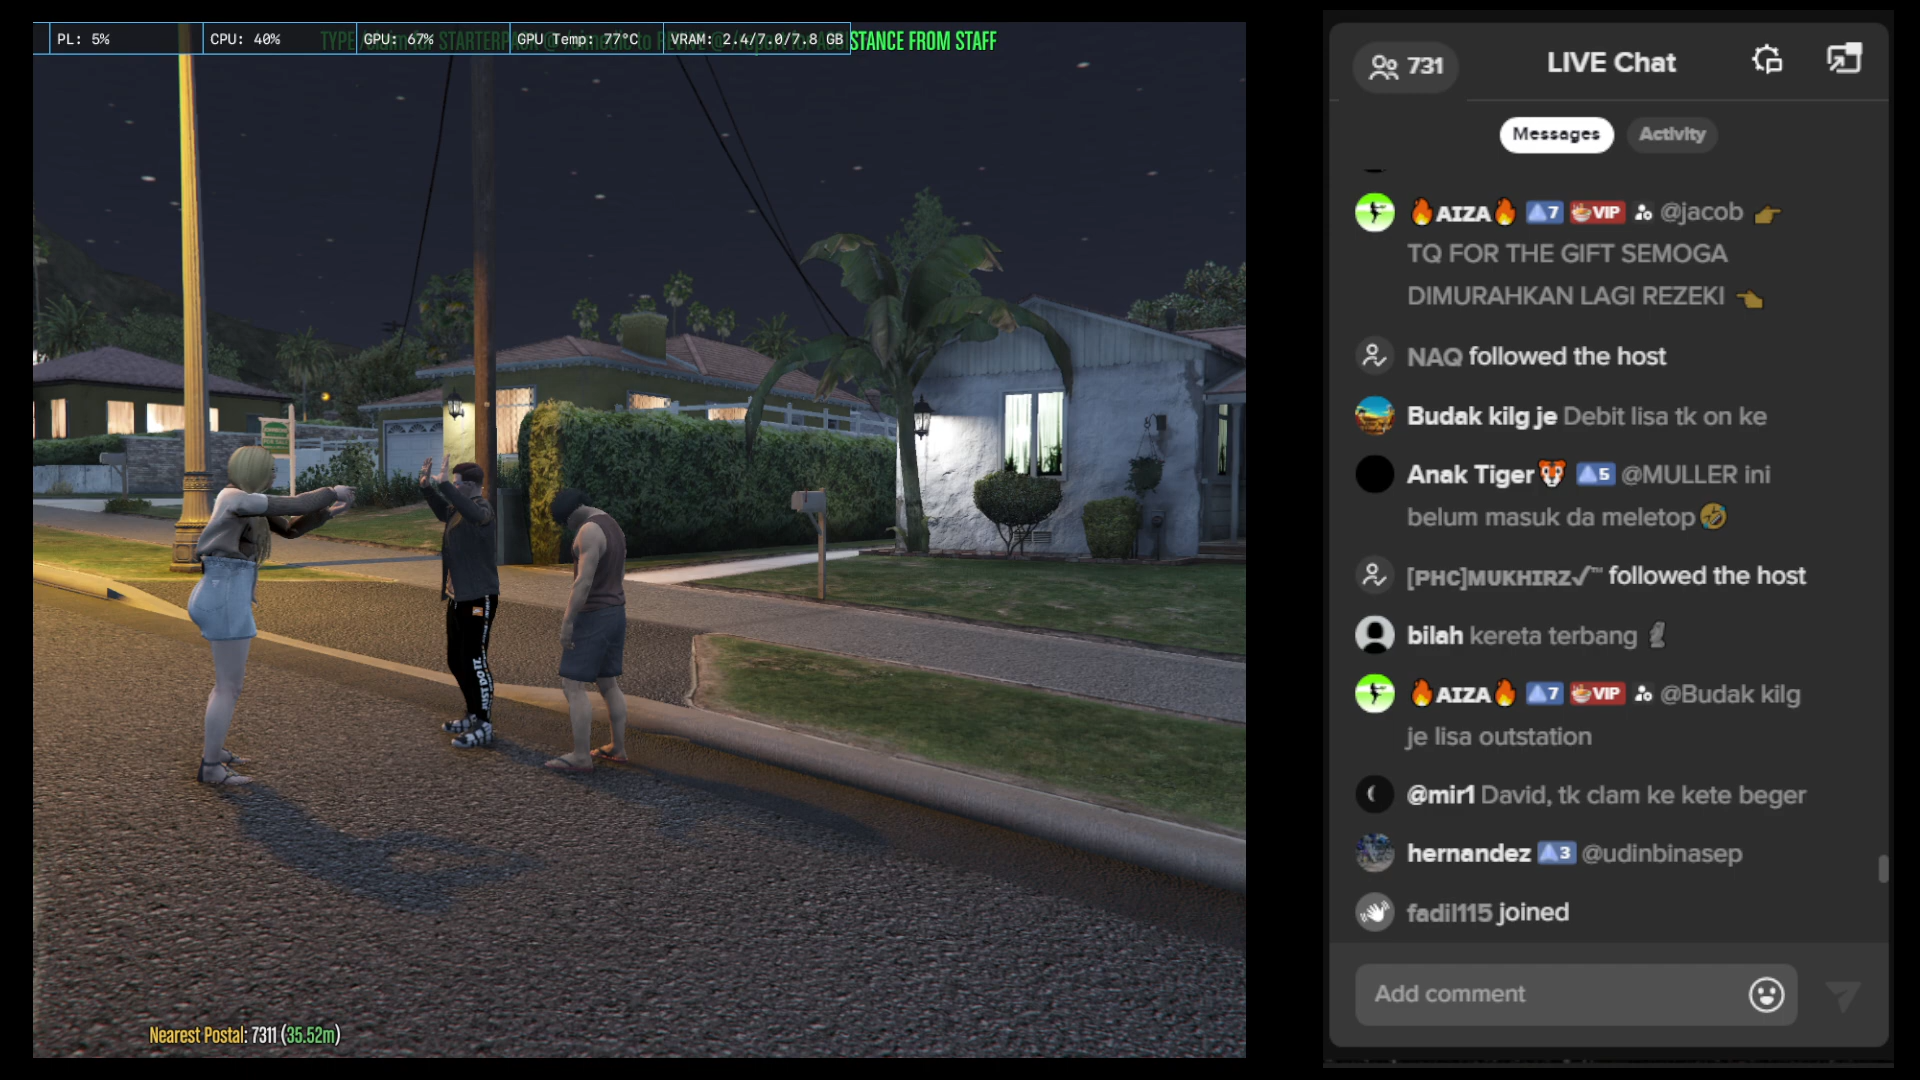 PL: 5%
CPU: 40%
GPU: 67%
GPU Temp: 77°C
VRAM: 2.4/7.0/7.8 GB
STANCE FROM STAFF
Nearest Postal: 7311 (35.52m)
731
LIVE Chat
Messages
Activity
🔥AIZA🔥 7 VIP @jacob 👉
TQ FOR THE GIFT SEMOGA
DIMURAHKAN LAGI REZEKI 👈
NAQ followed the host
Budak kilg je Debit lisa tk on ke
Anak Tiger🐯 5 @MULLER ini
belum masuk da meletop🤣
[PHC]MUKHIRZ√™ followed the host
bilah kereta terbang 🗿
🔥AIZA🔥 7 VIP @Budak kilg
je lisa outstation
@mir1 David, tk clam ke kete beger
hernandez 3 @udinbinasep
fadil115 joined
Add comment